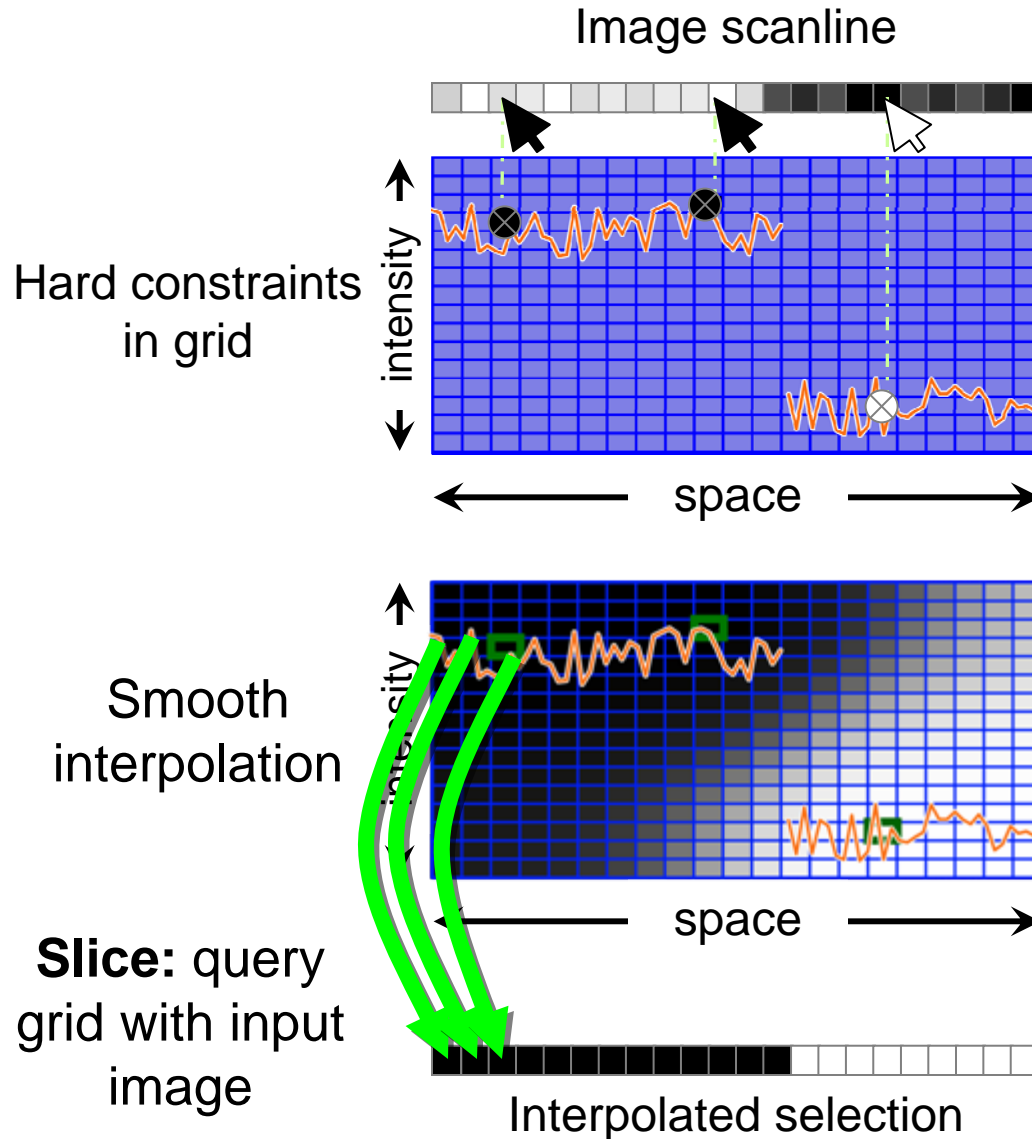 Image scanline
Hard constraints
in grid
intensity
space
Smooth
interpolation
intensity
space
Slice: query
grid with input
image
Interpolated selection